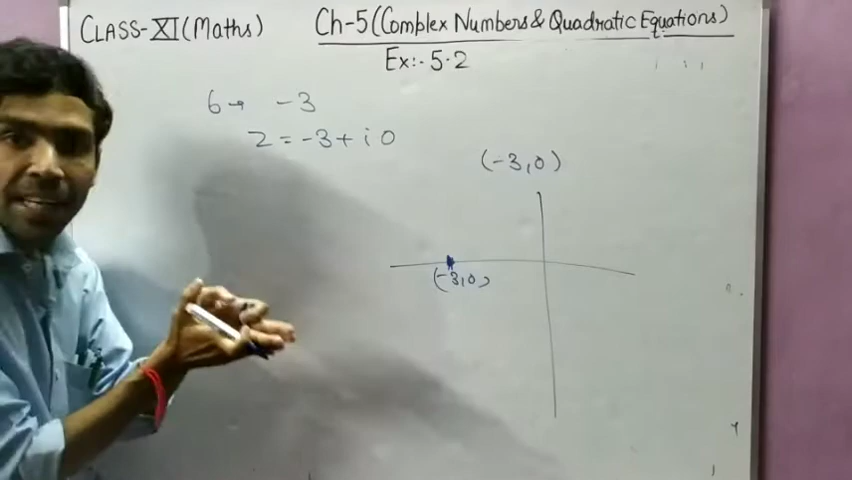 CLASS-XI(Maths)
Ch-5(Complex Numbers & Quadratic Equations)
Ex:- 5.2
6→ -3
Z = -3 + i 0
(-3,0)
(-3,0)